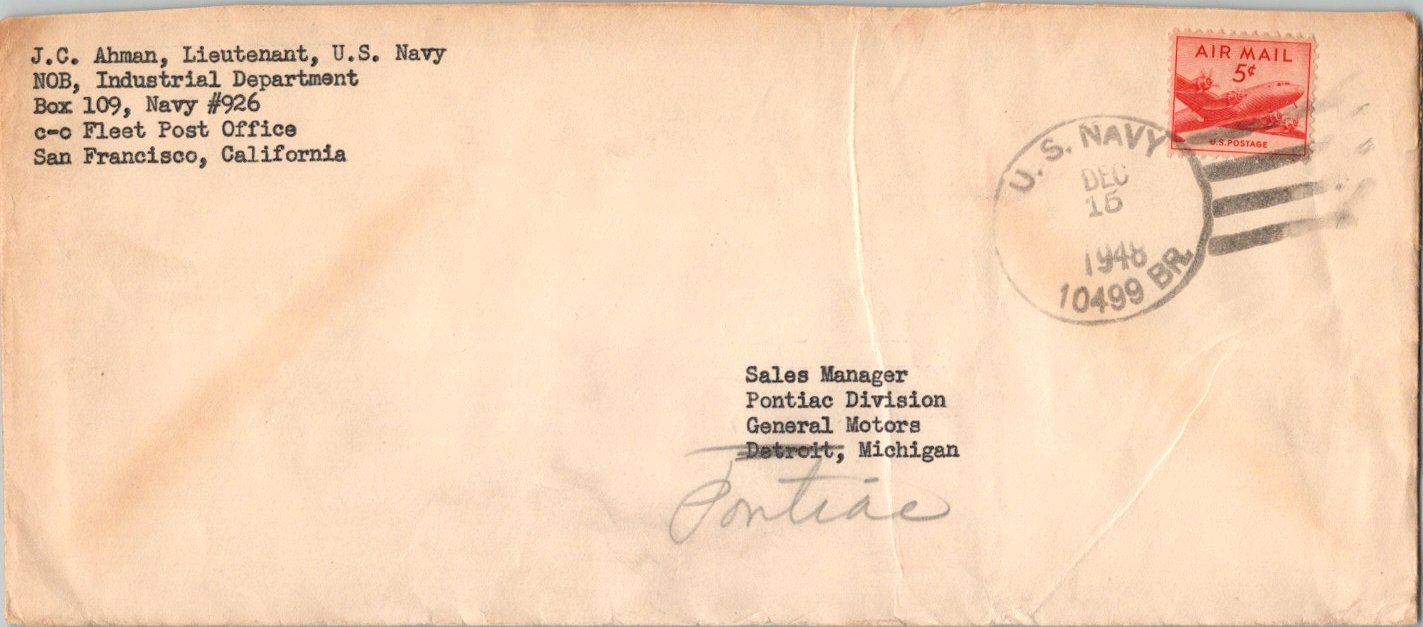 J.C. Ahman, Lieutenant, U.S. Navy
NOB, Industrial Department
Box 109, Navy #926
c-o Fleet Post Office
San Francisco, California
AIR MAIL
5¢
U.S. POSTAGE
U. S. NAVY
DEC
15
1948
10499 BR.
Sales Manager
Pontiac Division
General Motors
Detroit, Michigan
Pontiac